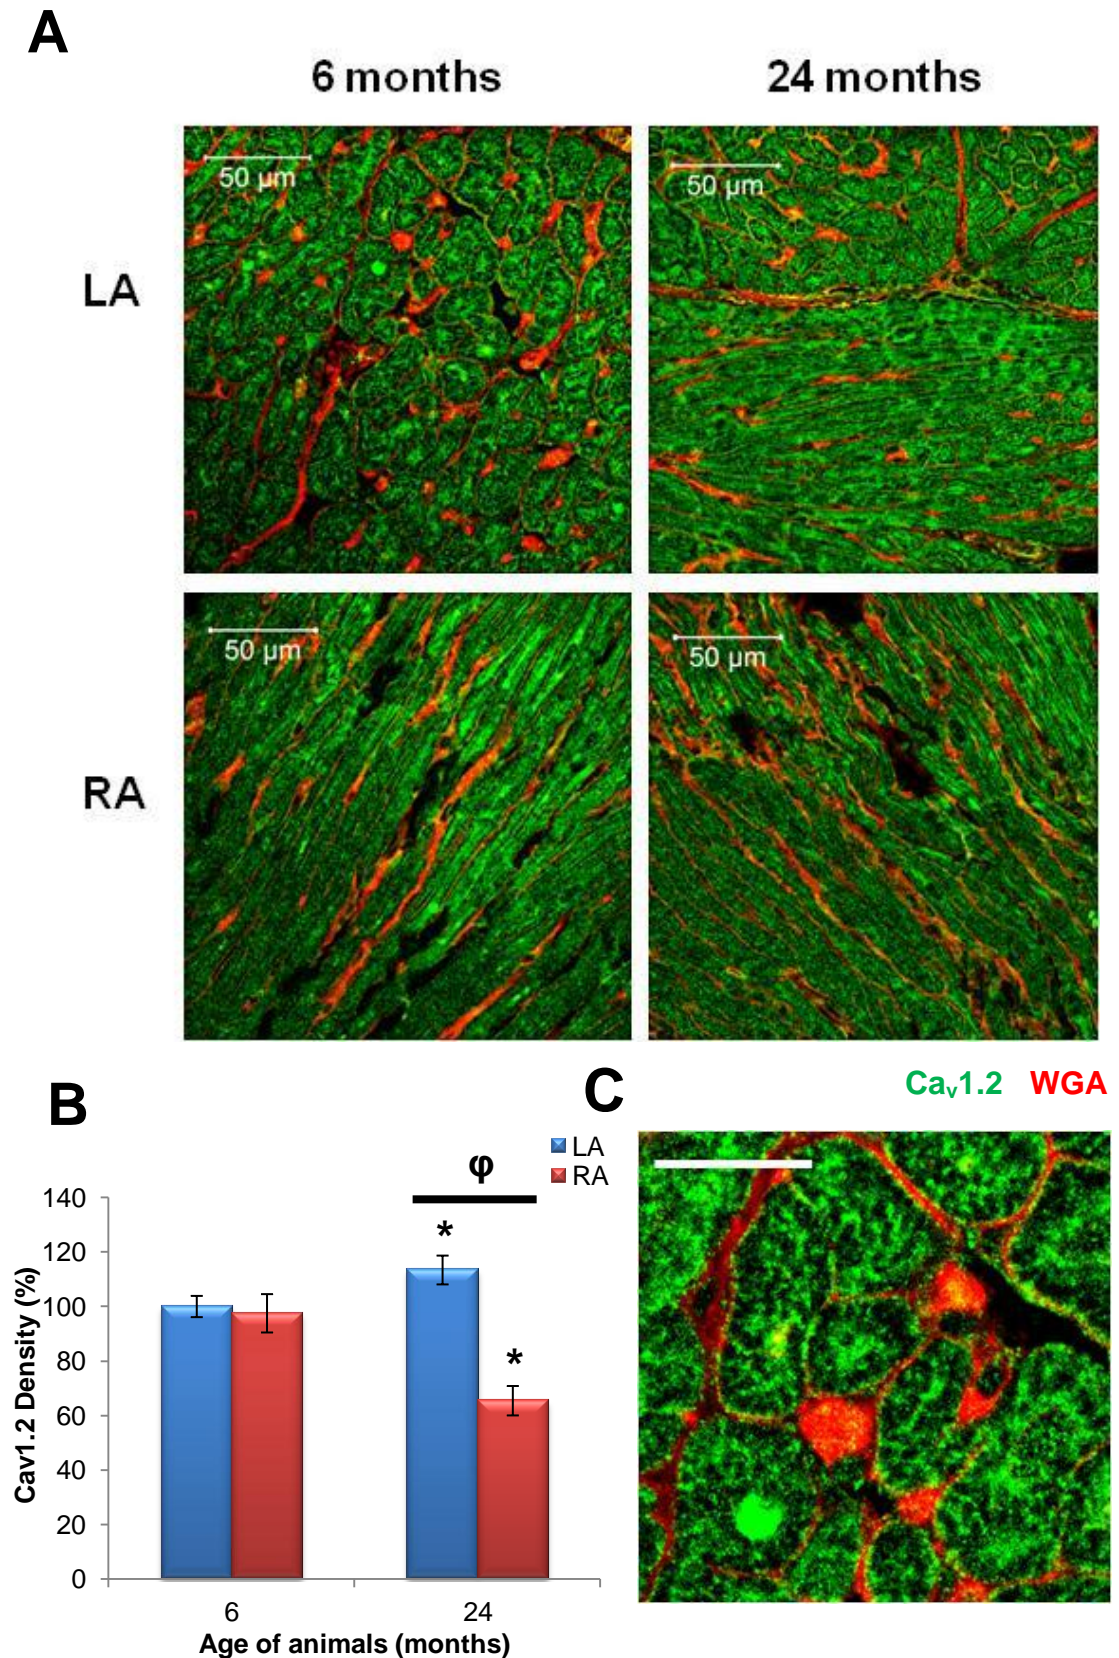 A
6 months
24 months
LA
50 µm
50 µm
RA
50 µm
50 µm
B
C
Cav1.2 WGA
LA
RA
φ
*
*
140
120
100
80
60
40
20
0
Cav1.2 Density (%)
6
24
Age of animals (months)